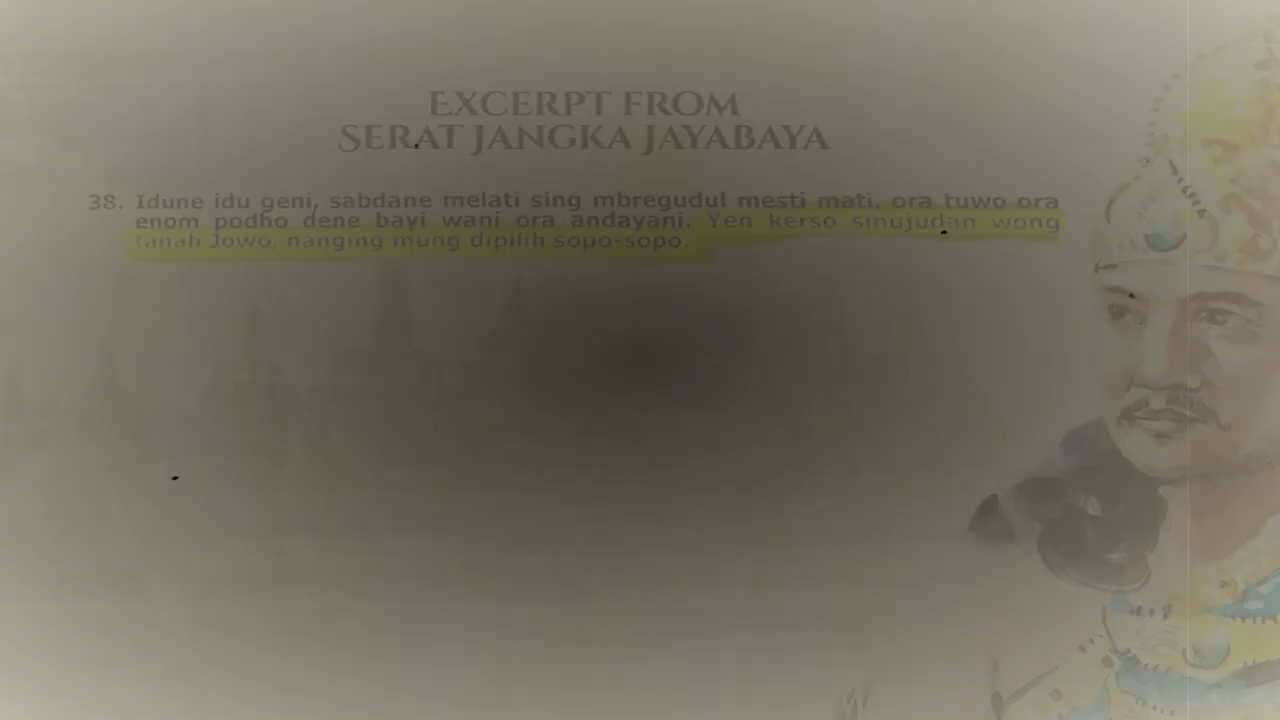 EXCERPT FROM
SERAT JANGKA JAYABAYA
38. Idune idu geni, sabdane melati sing mbregudul mesti mati, ora tuwo ora
enom podho dene bayi wani ora andayani. Yen kerso sinujudan wong
tanah Jowo, nanging mung dipilih sopo-sopo.